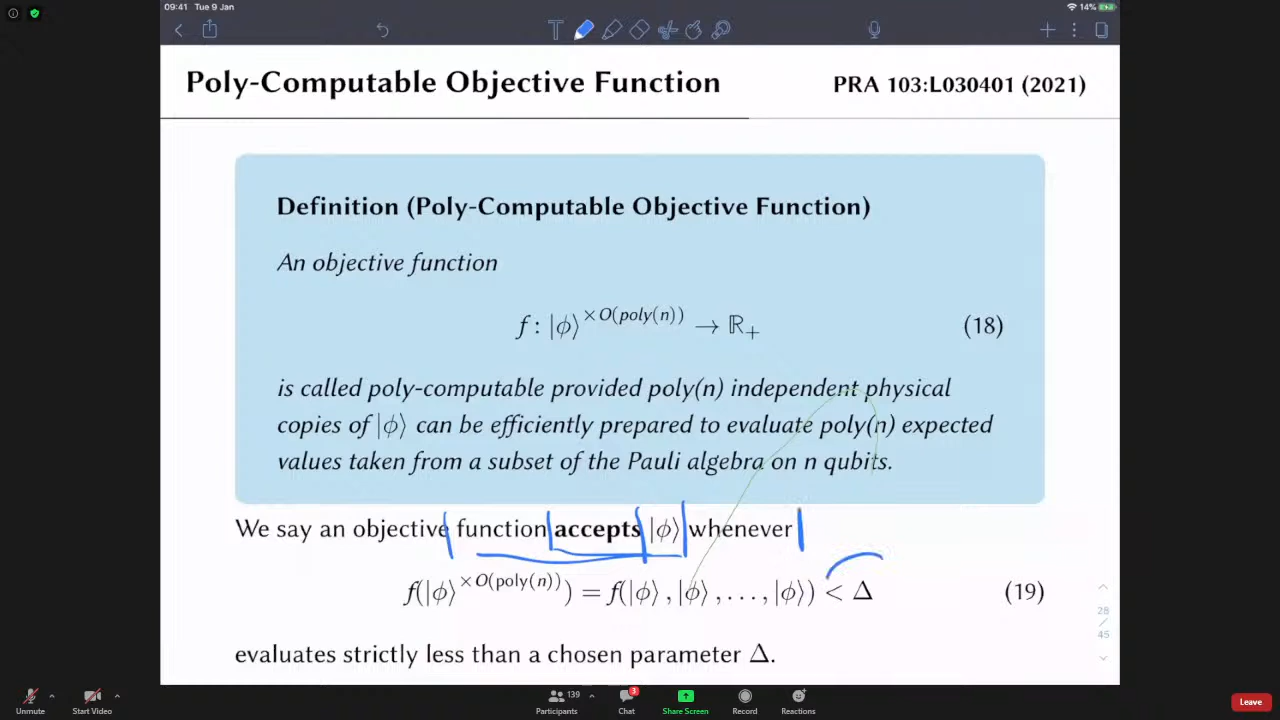 09:41 Tue 9 Jan
14%
Poly-Computable Objective Function
PRA 103:L030401 (2021)
Definition (Poly-Computable Objective Function)
An objective function
f : |ϕ⟩^{×O(poly(n))} → ℝ₊ (18)
is called poly-computable provided poly(n) independent physical
copies of |ϕ⟩ can be efficiently prepared to evaluate poly(n) expected
values taken from a subset of the Pauli algebra on n qubits.
We say an objective function accepts |ϕ⟩ whenever
f(|ϕ⟩^{×O(poly(n))}) = f(|ϕ⟩, |ϕ⟩, . . . , |ϕ⟩) < Δ (19)
evaluates strictly less than a chosen parameter Δ.
28
/
45
Unmute
Start Video
139
Participants
3
Chat
Share Screen
Record
Reactions
Leave